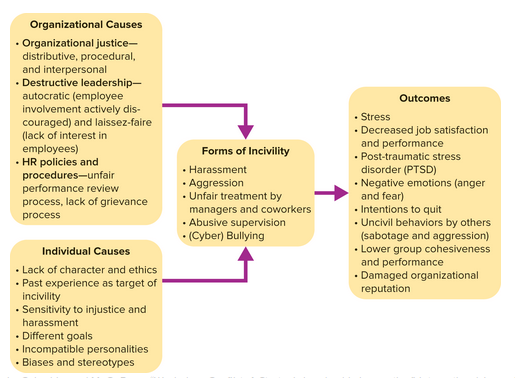 Organizational Causes
• Organizational justice—
distributive, procedural,
and interpersonal
• Destructive leadership—
autocratic (employee
involvement actively dis-
couraged) and laissez-faire
(lack of interest in
employees)
• HR policies and
procedures—unfair
performance review
process, lack of grievance
process
Individual Causes
• Lack of character and ethics
• Past experience as target of
incivility
• Sensitivity to injustice and
harassment
• Different goals
• Incompatible personalities
• Biases and stereotypes
Forms of Incivility
• Harassment
• Aggression
• Unfair treatment by
managers and coworkers
• Abusive supervision
• (Cyber) Bullying
Outcomes
• Stress
• Decreased job satisfaction
and performance
• Post-traumatic stress
disorder (PTSD)
• Negative emotions (anger
and fear)
• Intentions to quit
• Uncivil behaviors by others
(sabotage and aggression)
• Lower group cohesiveness
and performance
• Damaged organizational
reputation